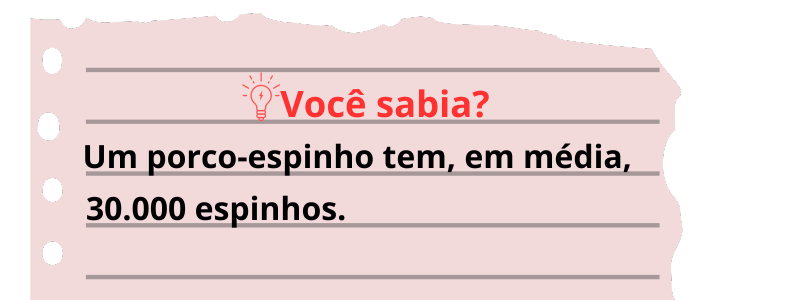 Você sabia?
Um porco-espinho tem, em média,
30.000 espinhos.